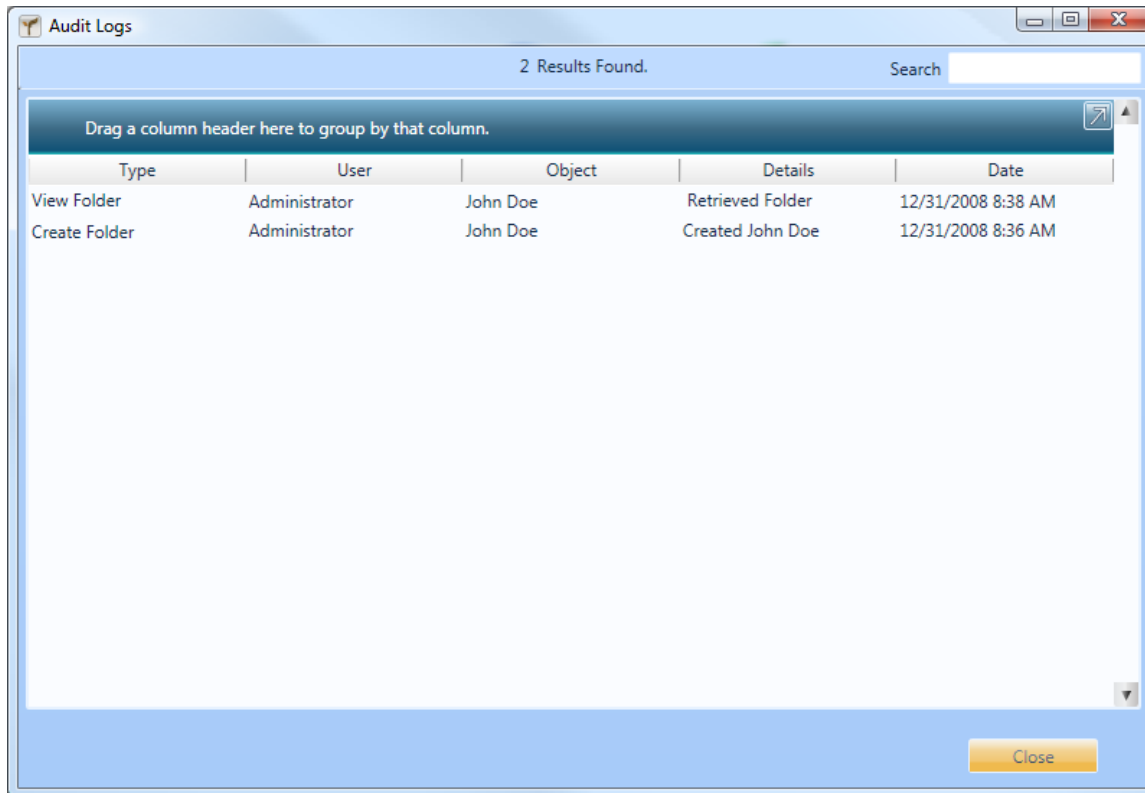 Audit Logs
2 Results Found. Search
Drag a column header here to group by that column.
Type User Object Details Date
View Folder Administrator John Doe Retrieved Folder 12/31/2008 8:38 AM
Create Folder Administrator John Doe Created John Doe 12/31/2008 8:36 AM
Close